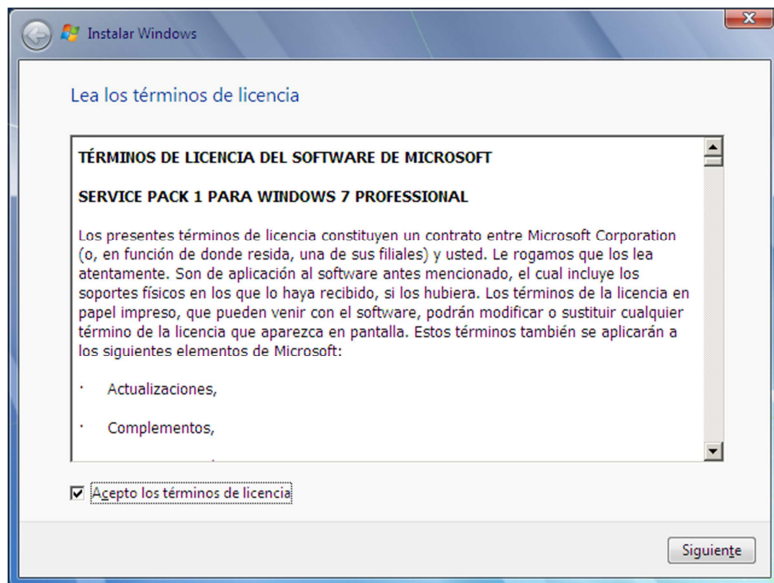 Instalar Windows
Lea los términos de licencia
TÉRMINOS DE LICENCIA DEL SOFTWARE DE MICROSOFT
SERVICE PACK 1 PARA WINDOWS 7 PROFESSIONAL
Los presentes términos de licencia constituyen un contrato entre Microsoft Corporation
(o, en función de donde resida, una de sus filiales) y usted. Le rogamos que los lea
atentamente. Son de aplicación al software antes mencionado, el cual incluye los
soportes físicos en los que lo haya recibido, si los hubiera. Los términos de la licencia en
papel impreso, que pueden venir con el software, podrán modificar o sustituir cualquier
término de la licencia que aparezca en pantalla. Estos términos también se aplicarán a
los siguientes elementos de Microsoft:
· Actualizaciones,
· Complementos,
Acepto los términos de licencia
Siguiente